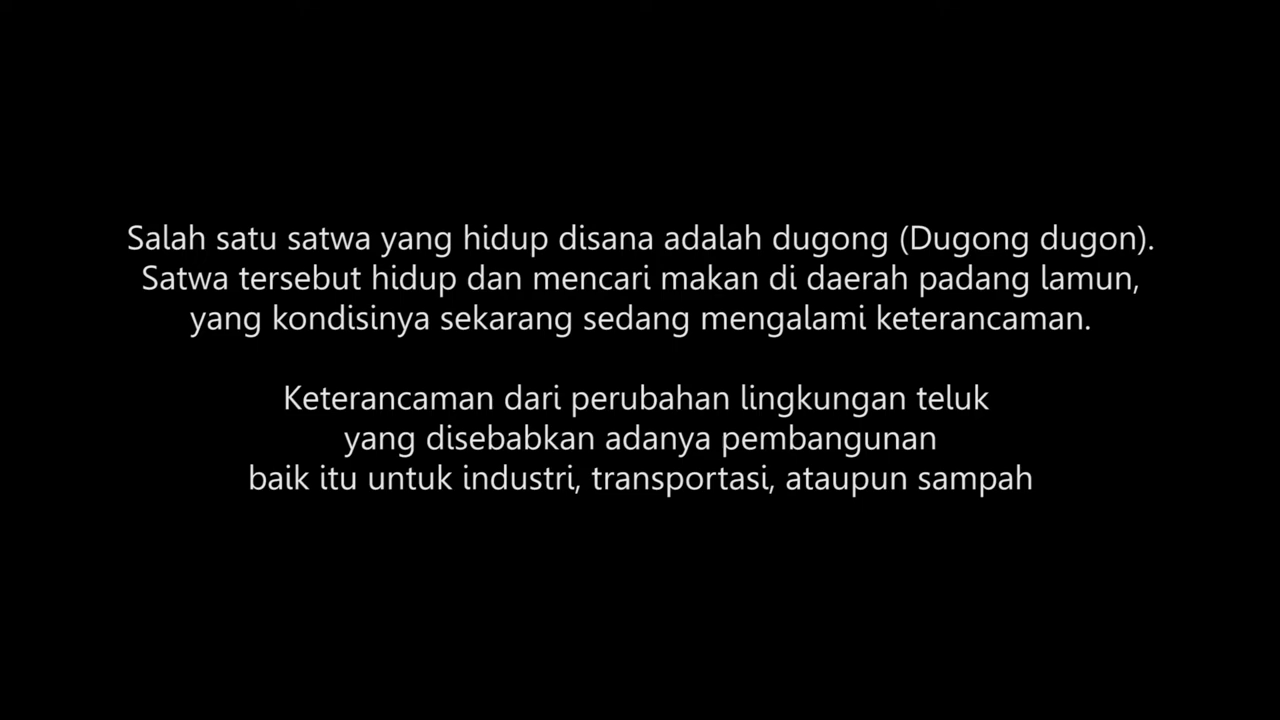 Salah satu satwa yang hidup disana adalah dugong (Dugong dugon).
Satwa tersebut hidup dan mencari makan di daerah padang lamun,
yang kondisinya sekarang sedang mengalami keterancaman.
Keterancaman dari perubahan lingkungan teluk
yang disebabkan adanya pembangunan
baik itu untuk industri, transportasi, ataupun sampah